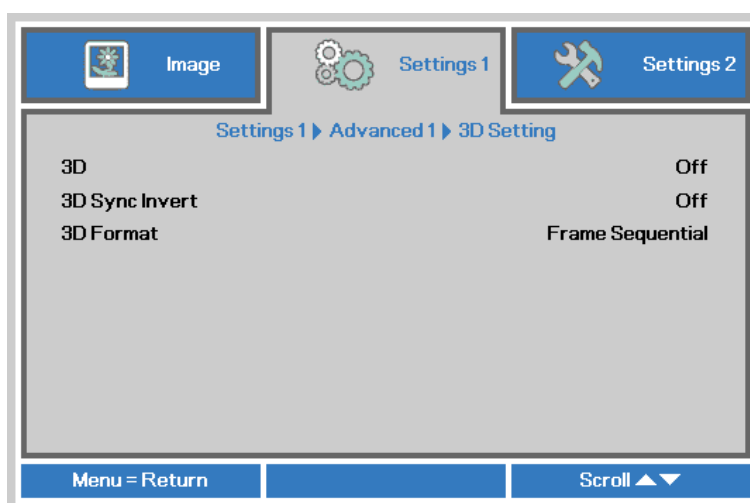 Image
Settings 1
Settings 2
Settings 1 ▶ Advanced 1 ▶ 3D Setting
3D Off
3D Sync Invert Off
3D Format Frame Sequential
Menu = Return
Scroll ▲▼